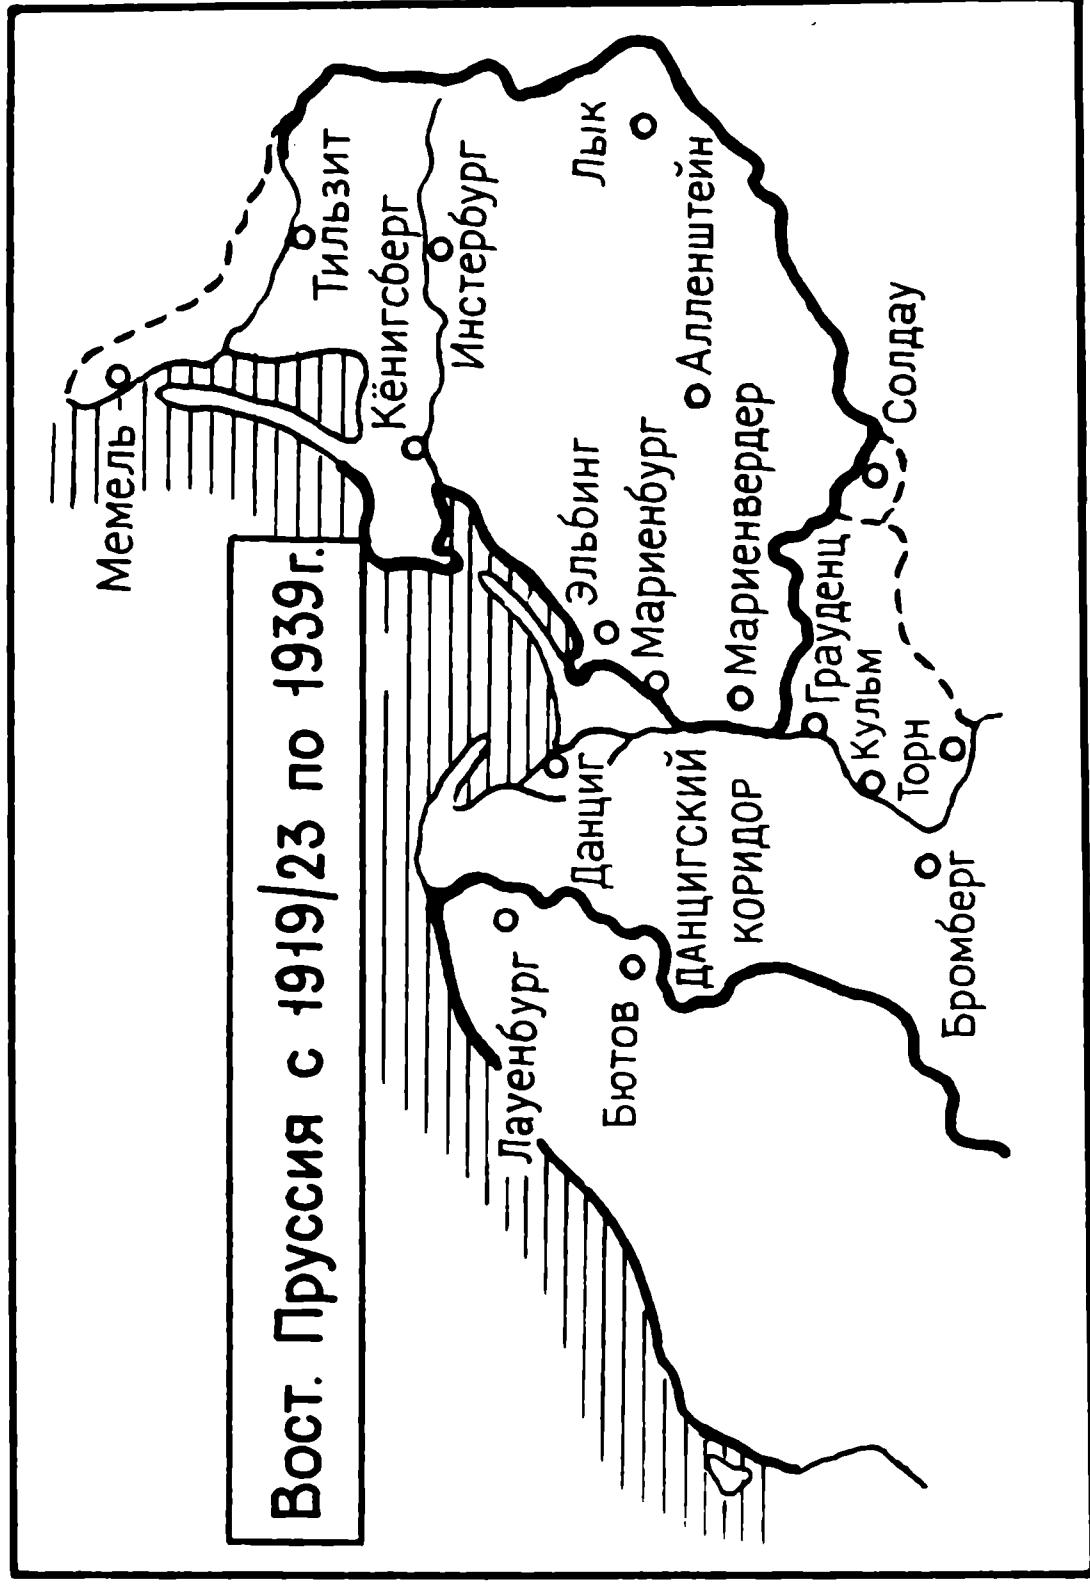 Вост. Пруссия с 1919/23 по 1939г.
Мемель
Тильзит
Кёнигсберг
Инстербург
Лык
Эльбинг
Мариенбург
Алленштейн
Мариенвердер
Солдау
Грауденц
Кульм
Торн
Данциг
ДАНЦИГСКИЙ
КОРИДОР
Лауенбург
Бютов
Бромберг